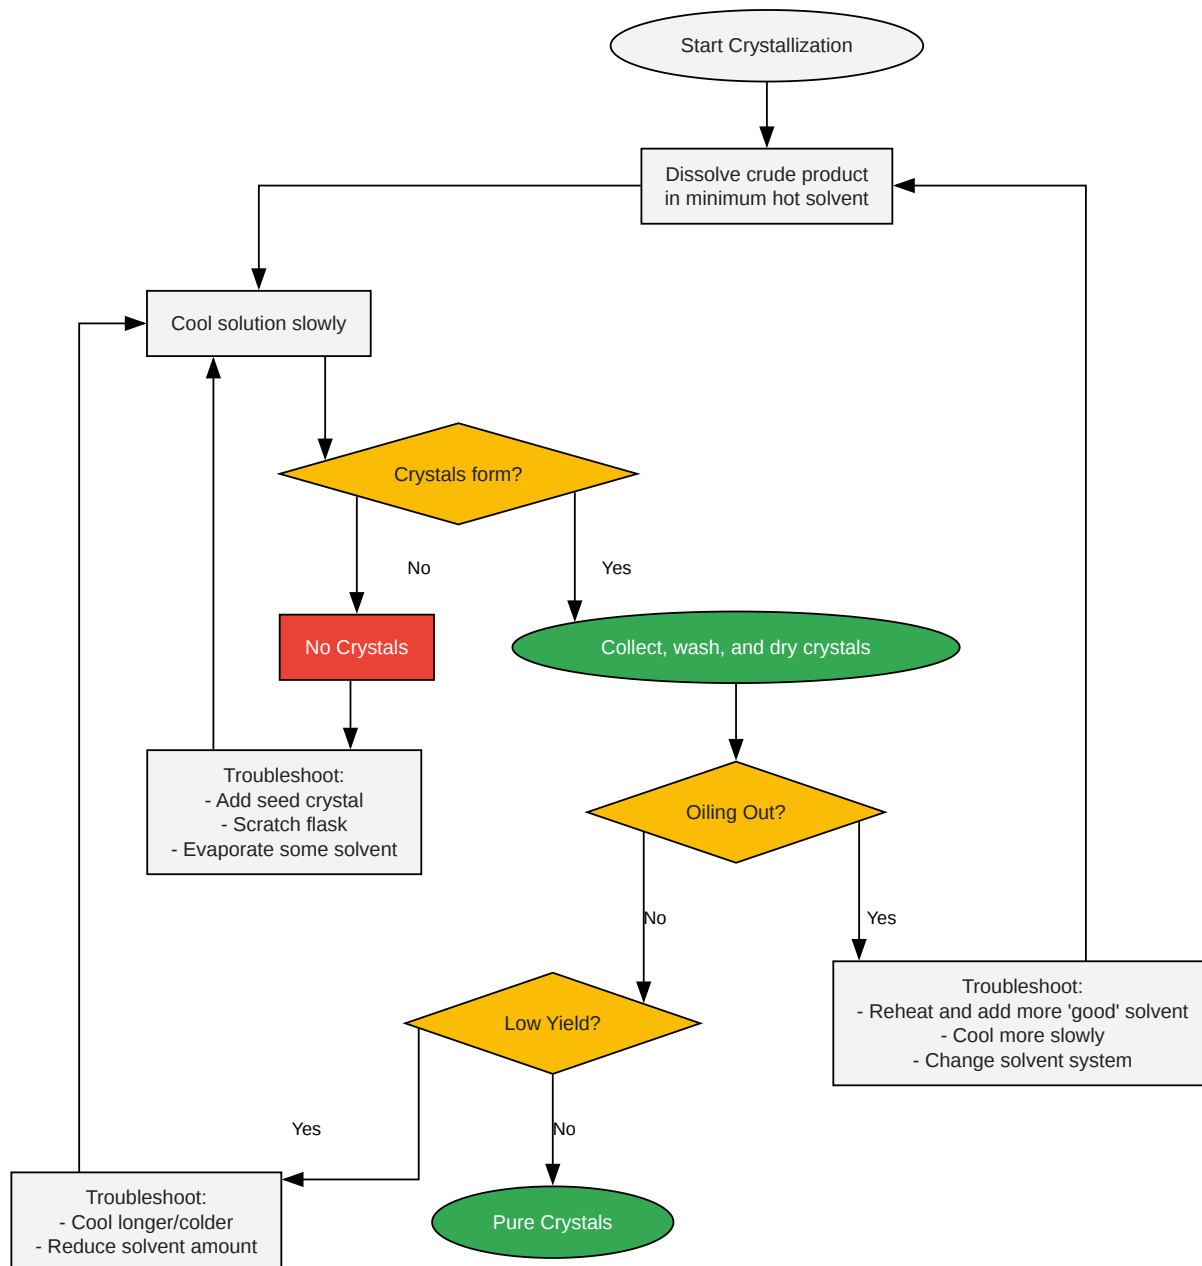 Start Crystallization
Dissolve crude product
in minimum hot solvent
Cool solution slowly
Crystals form?
No
Yes
No Crystals
Collect, wash, and dry crystals
Troubleshoot:
- Add seed crystal
- Scratch flask
- Evaporate some solvent
Oiling Out?
No
Yes
Troubleshoot:
- Reheat and add more 'good' solvent
- Cool more slowly
- Change solvent system
Low Yield?
Yes
No
Troubleshoot:
- Cool longer/colder
- Reduce solvent amount
Pure Crystals